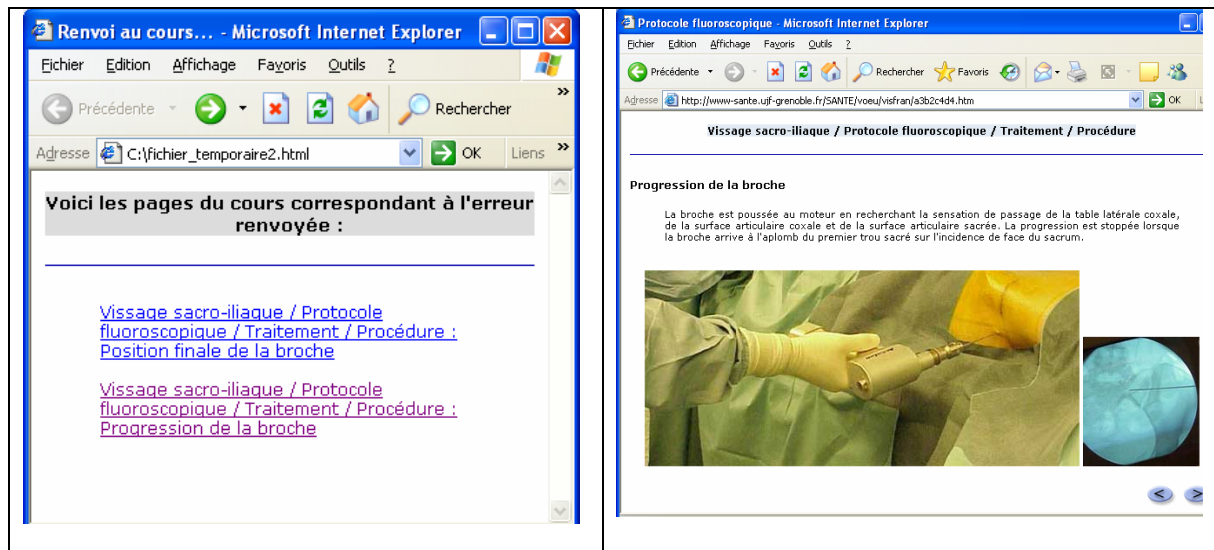 Renvoi au cours... - Microsoft Internet Explorer
Fichier Edition Affichage Favoris Outils ?
Précédente Rechercher »
Adresse C:\fichier_temporaire2.html OK Liens »
Voici les pages du cours correspondant à l'erreur
renvoyée :
Vissage sacro-iliaque / Protocole
fluoroscopique / Traitement / Procédure :
Position finale de la broche
Vissage sacro-iliaque / Protocole
fluoroscopique / Traitement / Procédure :
Progression de la broche
Protocole fluoroscopique - Microsoft Internet Explorer
Fichier Edition Affichage Favoris Outils ?
Précédente Rechercher Favoris
Adresse http://www-sante.ujf-grenoble.fr/SANTE/voeu/visfran/a3b2c4d4.htm OK
Vissage sacro-iliaque / Protocole fluoroscopique / Traitement / Procédure
Progression de la broche
La broche est poussée au moteur en recherchant la sensation de passage de la table latérale coxale,
de la surface articulaire coxale et de la surface articulaire sacrée. La progression est stoppée lorsque
la broche arrive à l'aplomb du premier trou sacré sur l'incidence de face du sacrum.
< >